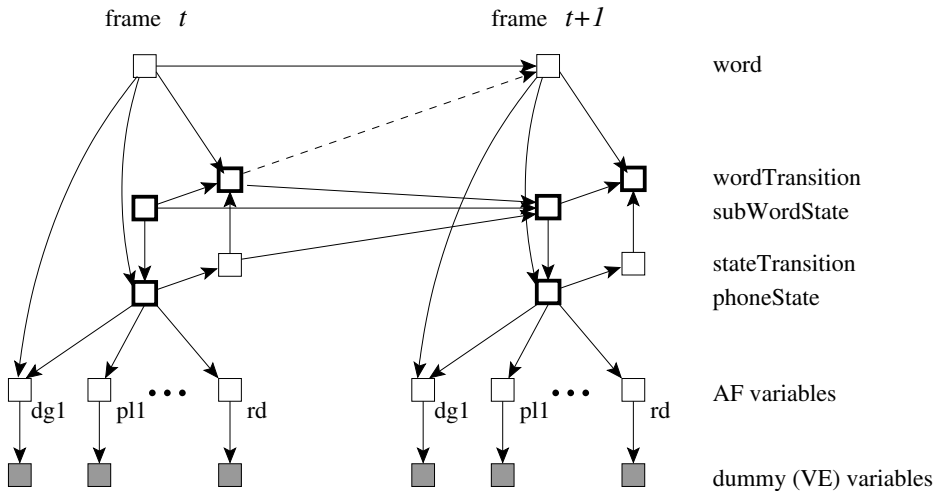 frame t frame t+1
word
wordTransition
subWordState
stateTransition
phoneState
AF variables
dg1 pl1 rd dg1 pl1 rd
dummy (VE) variables